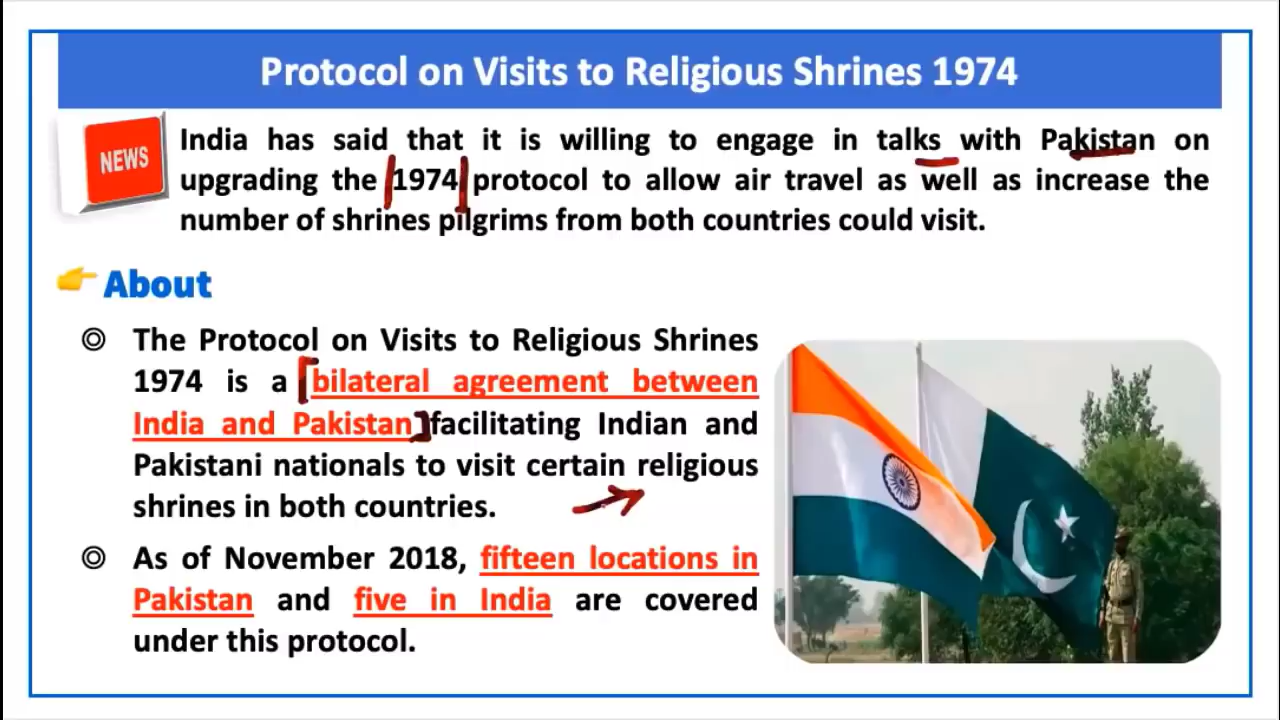 Protocol on Visits to Religious Shrines 1974
NEWS
India has said that it is willing to engage in talks with Pakistan on
upgrading the 1974 protocol to allow air travel as well as increase the
number of shrines pilgrims from both countries could visit.
About
The Protocol on Visits to Religious Shrines
1974 is a bilateral agreement between
India and Pakistan facilitating Indian and
Pakistani nationals to visit certain religious
shrines in both countries.
As of November 2018, fifteen locations in
Pakistan and five in India are covered
under this protocol.